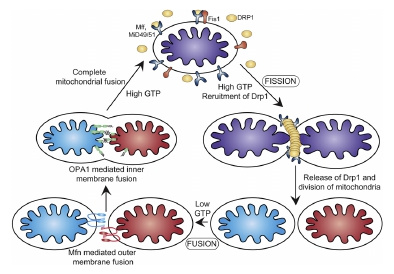 Mff,
MiD49/51
Fis1
DRP1
Complete
mitochondrial fusion
High GTP
High GTP
Reruitment of Drp1
FISSION
OPA1 mediated inner
membrane fusion
Release of Drp1 and
division of mitochondria
Low
GTP
FUSION
Mfn mediated outer
membrane fusion